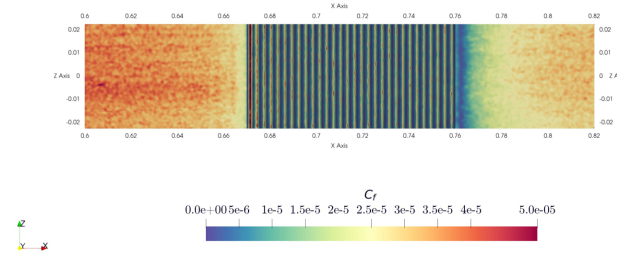 X Axis
0.6 0.62 0.64 0.66 0.68 0.7 0.72 0.74 0.76 0.78 0.8 0.82
0.02 0.02
0.01 0.01
Z Axis 0 0 Z A
-0.01 -0.01
-0.02 -0.02
0.6 0.62 0.64 0.66 0.68 0.7 0.72 0.74 0.76 0.78 0.8 0.82
X Axis
C_f
0.0e+00 5e-6 1e-5 1.5e-5 2e-5 2.5e-5 3e-5 3.5e-5 4e-5 5.0e-05
Z
Y X